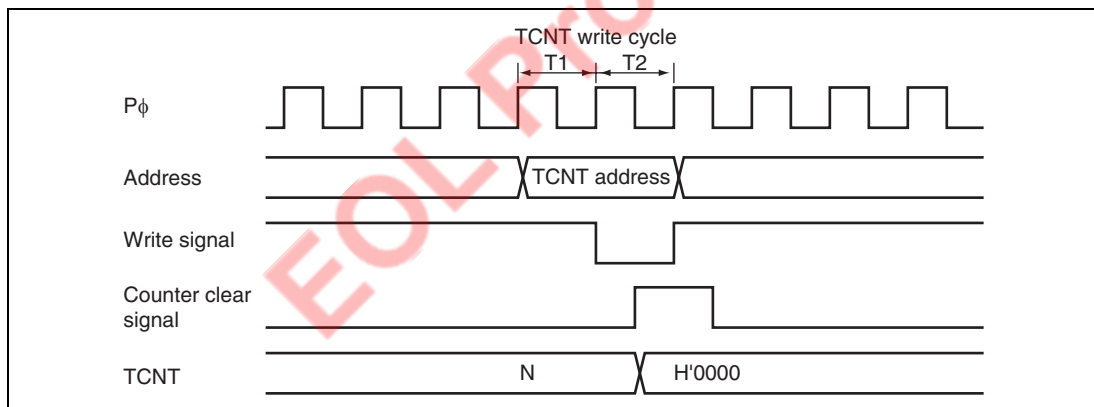 TCNT write cycle
T1 T2
Pϕ
Address
TCNT address
Write signal
Counter clear
signal
TCNT
N
H'0000
EOL Pro